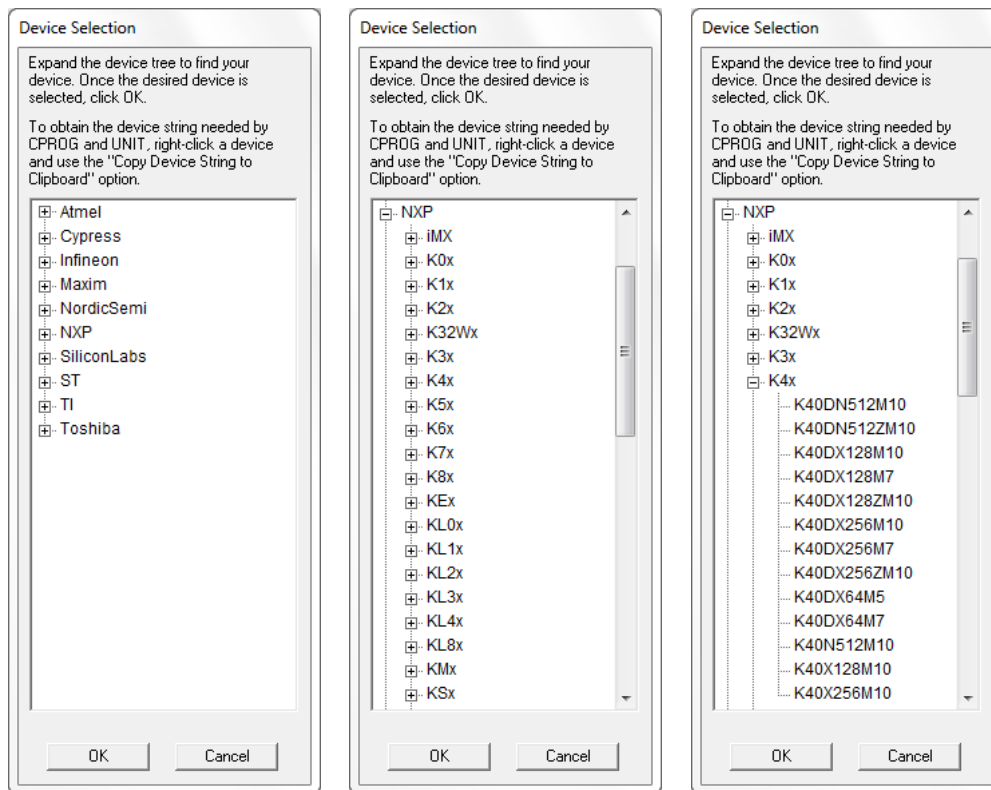 Device Selection
Expand the device tree to find your
device. Once the desired device is
selected, click OK.
To obtain the device string needed by
CPROG and UNIT, right-click a device
and use the "Copy Device String to
Clipboard" option.
Atmel
Cypress
Infineon
Maxim
NordicSemi
NXP
SiliconLabs
ST
TI
Toshiba
OK
Cancel
Device Selection
Expand the device tree to find your
device. Once the desired device is
selected, click OK.
To obtain the device string needed by
CPROG and UNIT, right-click a device
and use the "Copy Device String to
Clipboard" option.
NXP
iMX
K0x
K1x
K2x
K32Wx
K3x
K4x
K5x
K6x
K7x
K8x
KEx
KL0x
KL1x
KL2x
KL3x
KL4x
KL8x
KMx
KSx
OK
Cancel
Device Selection
Expand the device tree to find your
device. Once the desired device is
selected, click OK.
To obtain the device string needed by
CPROG and UNIT, right-click a device
and use the "Copy Device String to
Clipboard" option.
NXP
iMX
K0x
K1x
K2x
K32Wx
K3x
K4x
K40DN512M10
K40DN512ZM10
K40DX128M10
K40DX128M7
K40DX128ZM10
K40DX256M10
K40DX256M7
K40DX256ZM10
K40DX64M5
K40DX64M7
K40N512M10
K40X128M10
K40X256M10
OK
Cancel